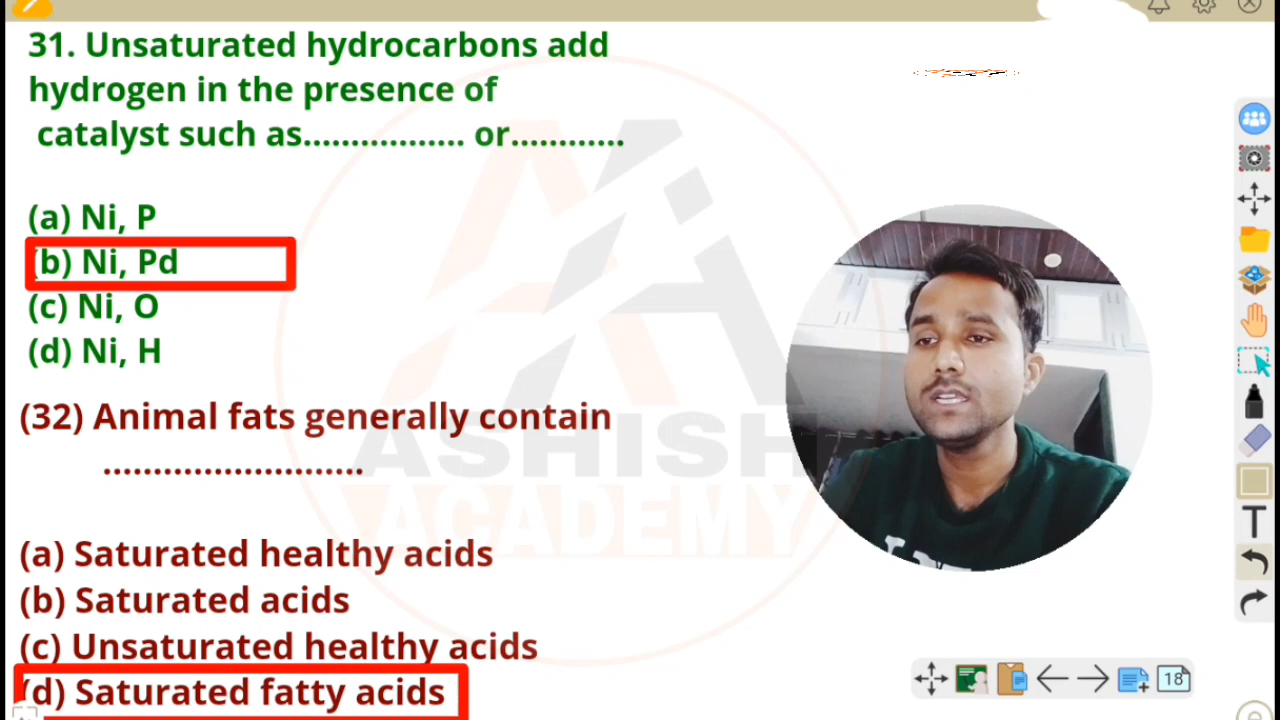 31. Unsaturated hydrocarbons add
hydrogen in the presence of
catalyst such as................. or............
(a) Ni, P
(b) Ni, Pd
(c) Ni, O
(d) Ni, H
(32) Animal fats generally contain
..........................
(a) Saturated healthy acids
(b) Saturated acids
(c) Unsaturated healthy acids
(d) Saturated fatty acids
ASHISH
ACADEMY
T
18